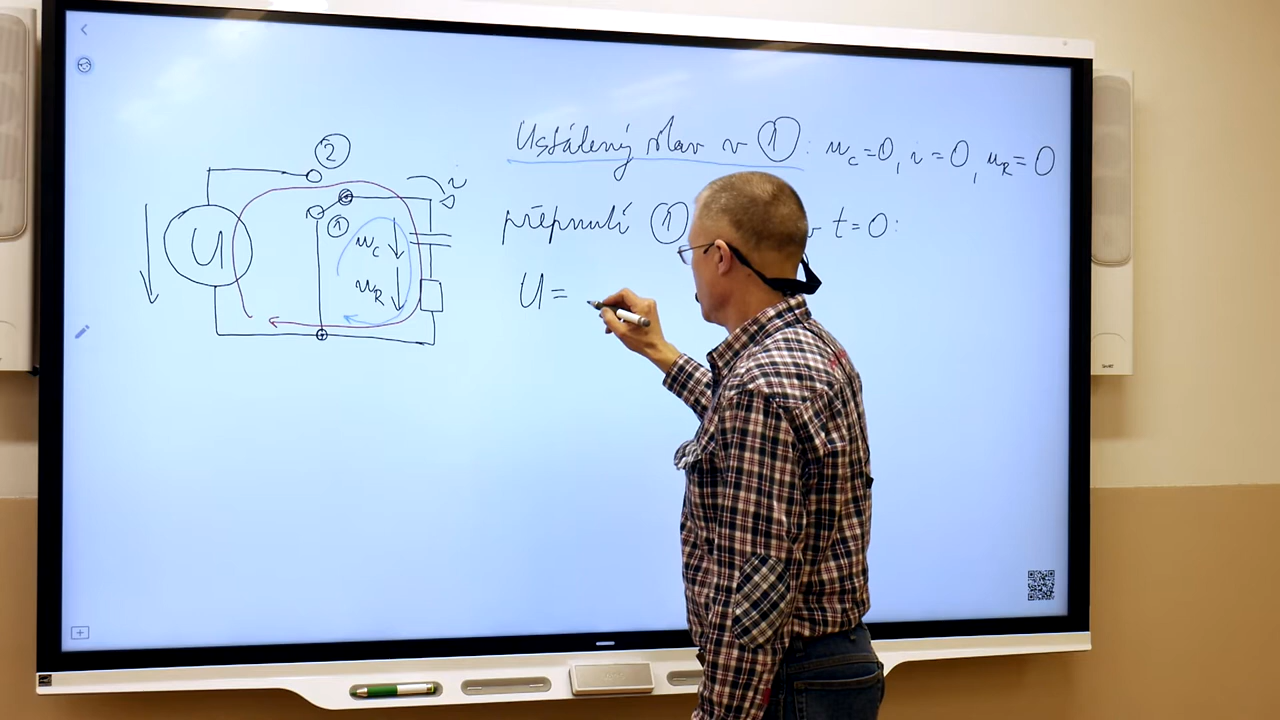 Ustálený stav v ①: u_C=0, i=0, u_R=0
přepnutí ① v t=0:
U=
②
i
U
①
u_C
u_R